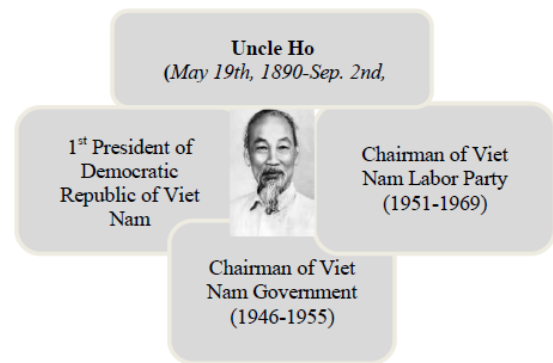 Uncle Ho
(May 19th, 1890-Sep. 2nd,
1st President of
Democratic
Republic of Viet
Nam
Chairman of Viet
Nam Labor Party
(1951-1969)
Chairman of Viet
Nam Government
(1946-1955)